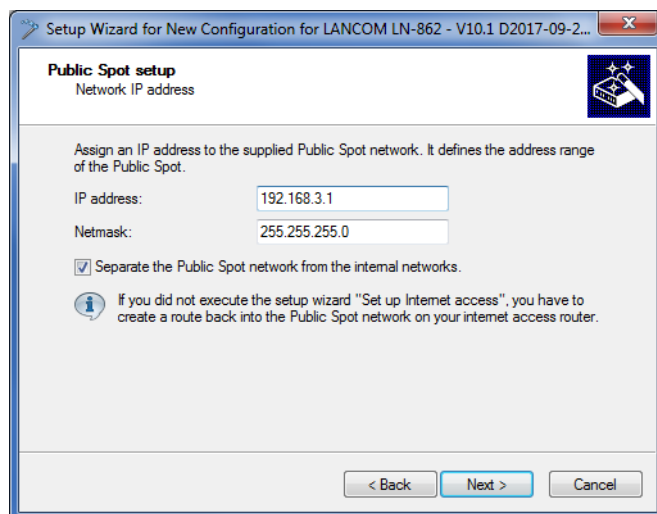 Setup Wizard for New Configuration for LANCOM LN-862 - V10.1 D2017-09-2...
Public Spot setup
Network IP address
Assign an IP address to the supplied Public Spot network. It defines the address range
of the Public Spot.
IP address:
192.168.3.1
Netmask:
255.255.255.0
Separate the Public Spot network from the internal networks.
If you did not execute the setup wizard "Set up Internet access", you have to
create a route back into the Public Spot network on your internet access router.
< Back
Next >
Cancel